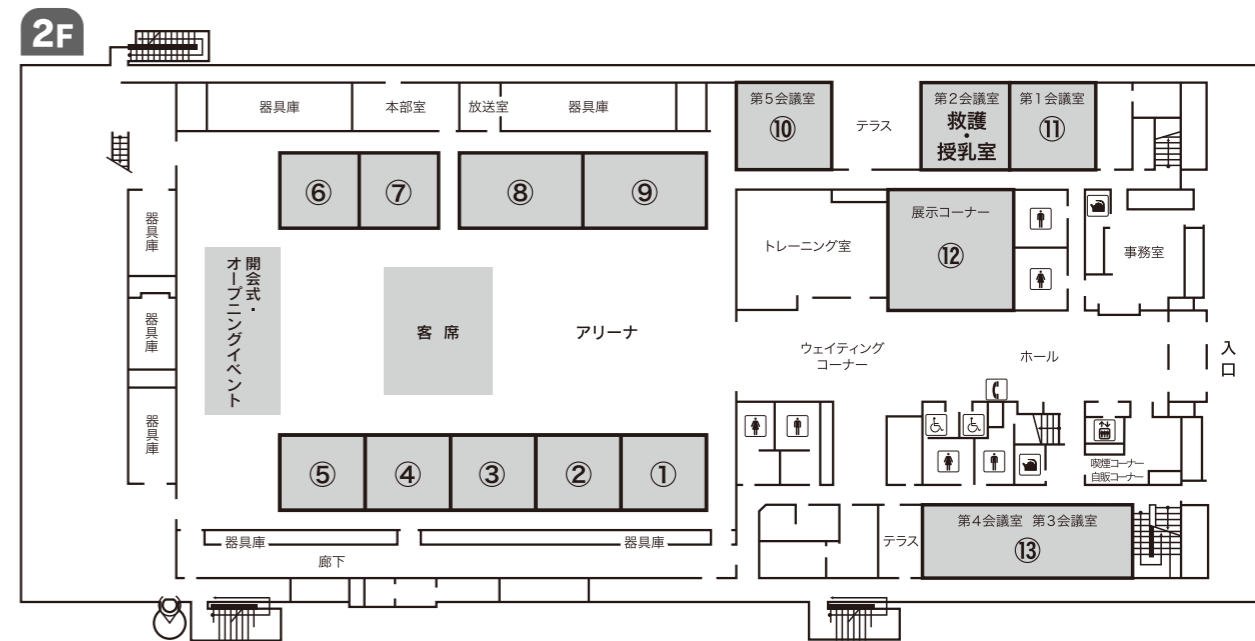 2F
器具庫
本部室
放送室
器具庫
第5会議室
⑩
テラス
第2会議室
救護
・
授乳室
第1会議室
⑪
⑥
⑦
⑧
⑨
器具庫
器具庫
器具庫
開会式・
オープニングイベント
客 席
アリーナ
トレーニング室
展示コーナー
⑫
事務室
ウェイティング
コーナー
ホール
入口
⑤
④
③
②
①
喫煙コーナー
自販コーナー
器具庫
器具庫
廊下
テラス
第4会議室 第3会議室
⑬